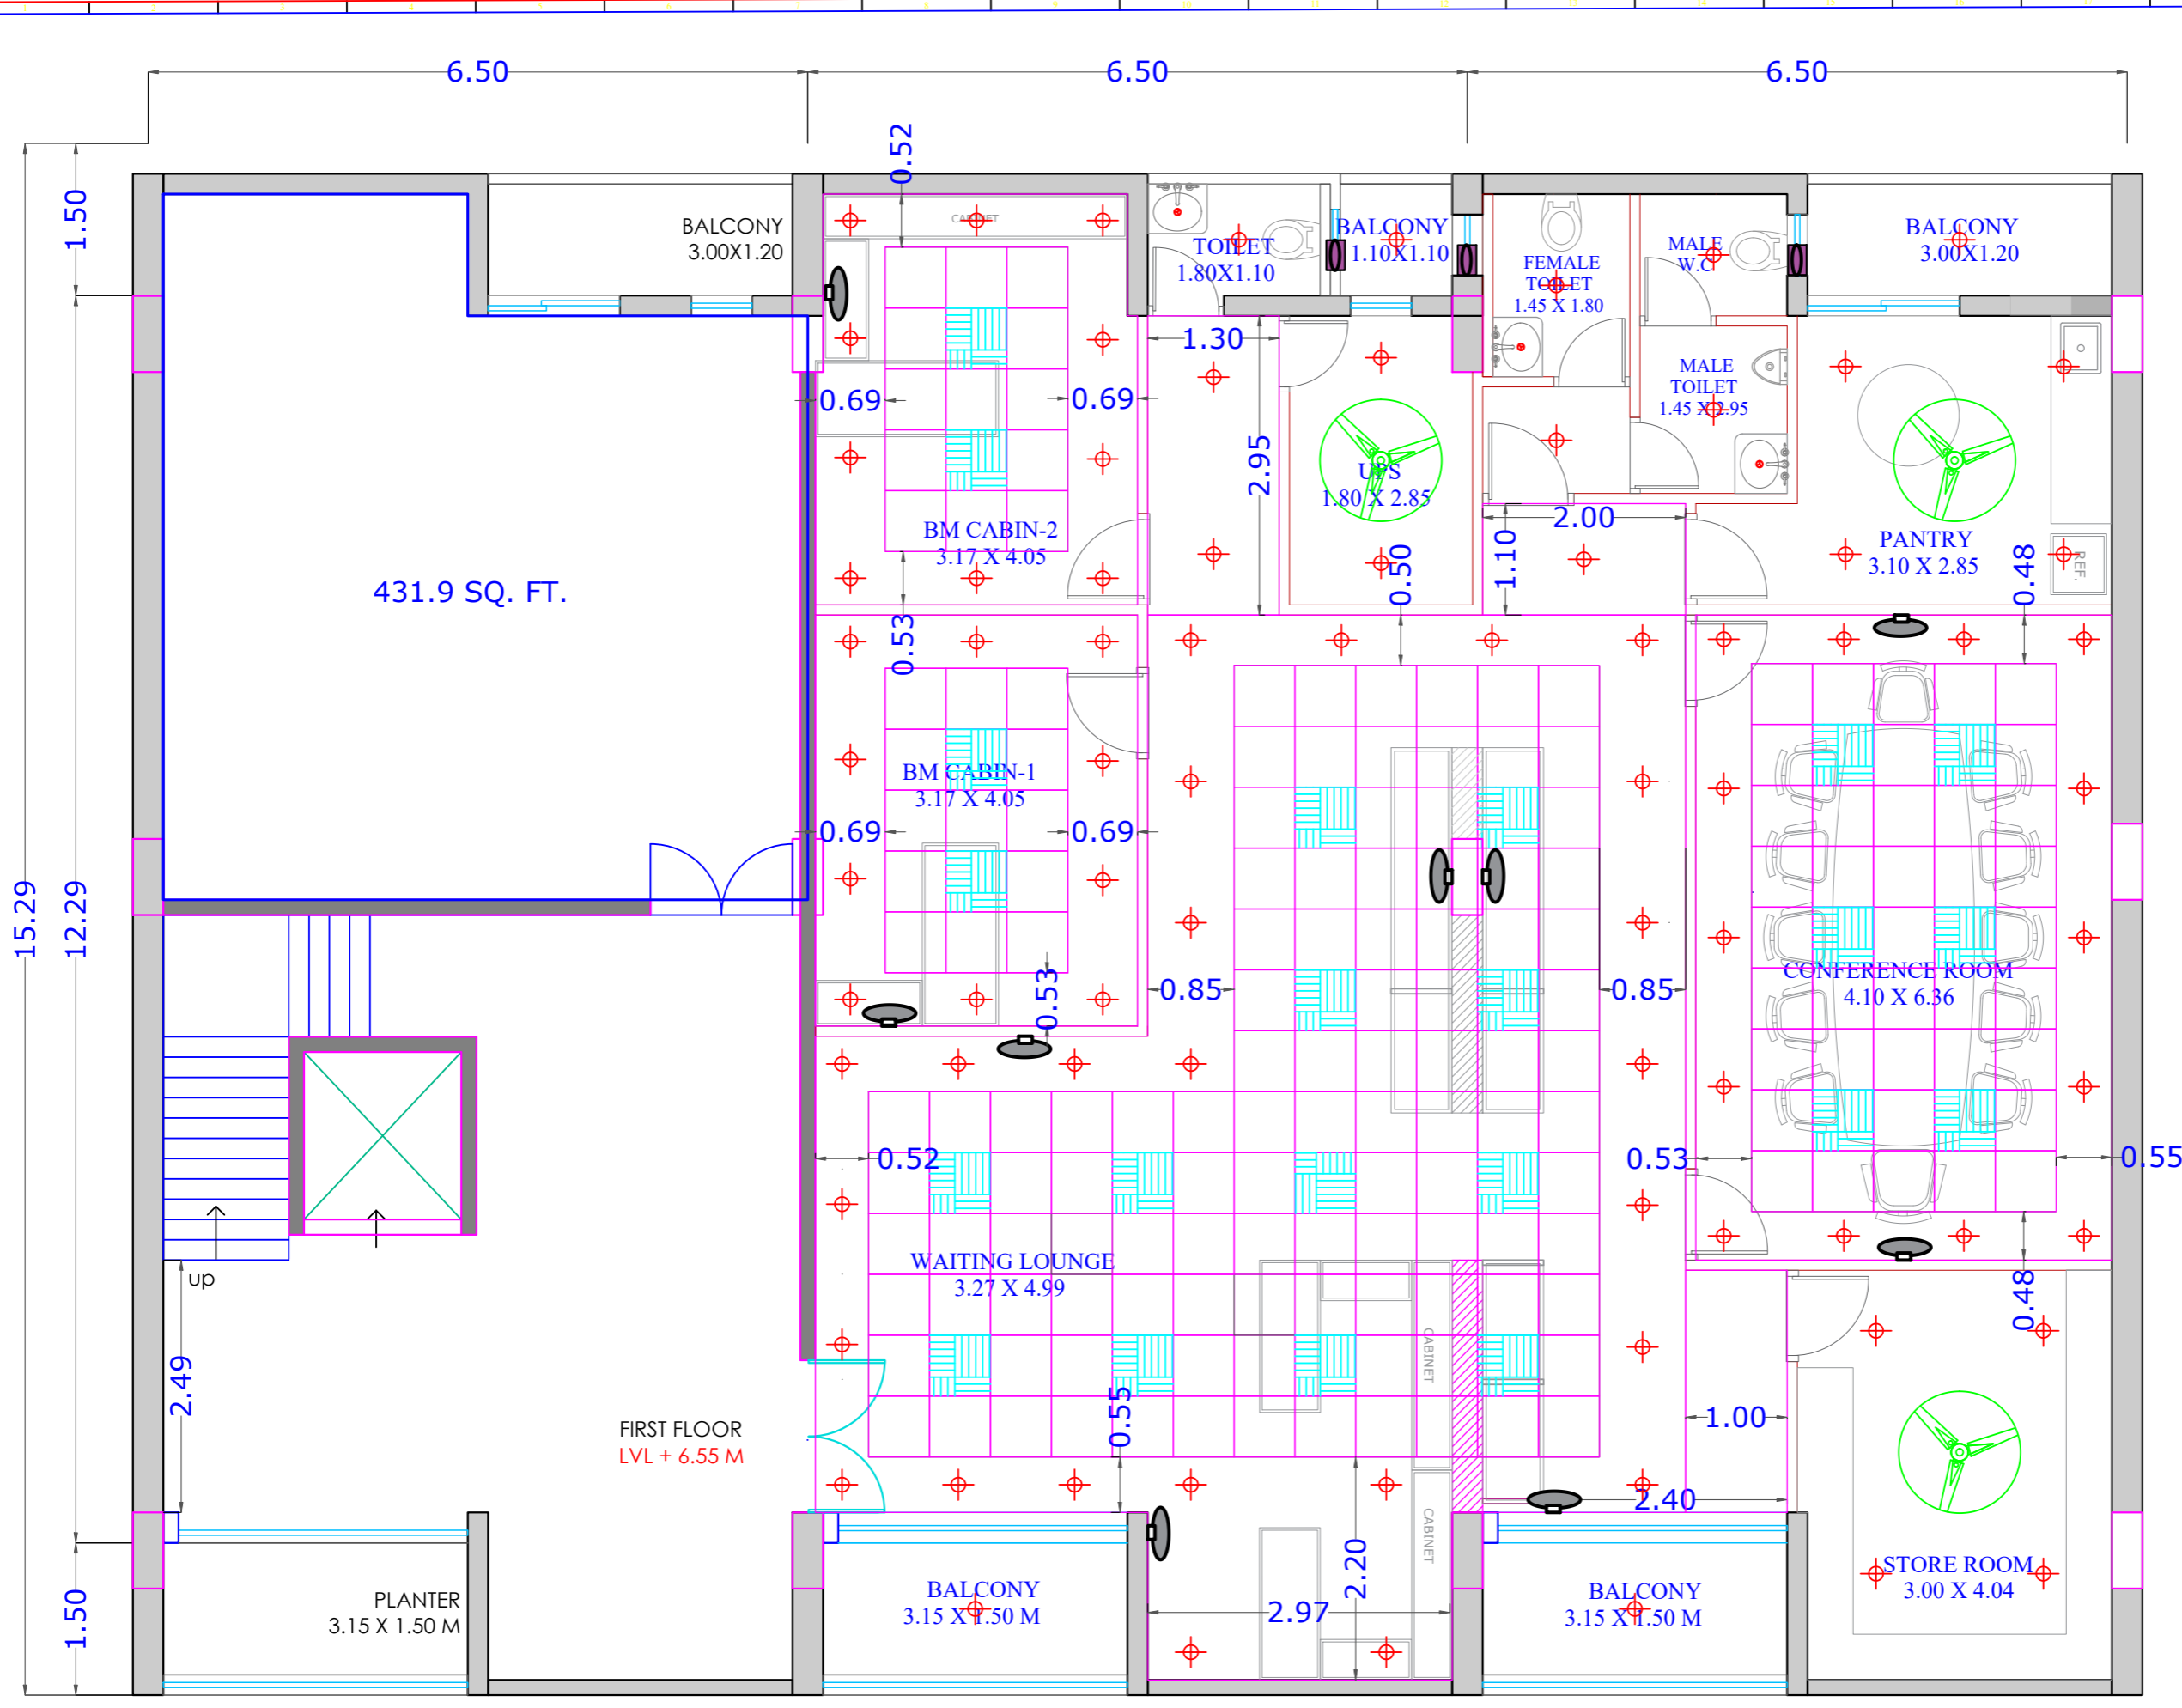 6.50
6.50
6.50
0.52
1.50
BALCONY
3.00X1.20
CABINET
TOILET
1.80X1.10
BALCONY
1.10X1.10
FEMALE
TOILET
1.45 X 1.80
MALE
W.C
BALCONY
3.00X1.20
1.30
MALE
TOILET
1.45 X 2.95
0.69
0.69
2.95
UPS
1.80 X 2.85
BM CABIN-2
3.17 X 4.05
2.00
1.10
0.50
PANTRY
3.10 X 2.85
REF.
0.48
431.9 SQ. FT.
0.53
BM CABIN-1
3.17 X 4.05
0.69
0.69
15.29
12.29
0.53
0.85
0.85
CONFERENCE ROOM
4.10 X 6.36
0.52
0.53
0.55
WAITING LOUNGE
3.27 X 4.99
up
0.48
2.49
CABINET
0.55
1.00
FIRST FLOOR
LVL + 6.55 M
2.40
CABINET
STORE ROOM
3.00 X 4.04
1.50
PLANTER
3.15 X 1.50 M
BALCONY
3.15 X 1.50 M
2.97
2.20
BALCONY
3.15 X 1.50 M